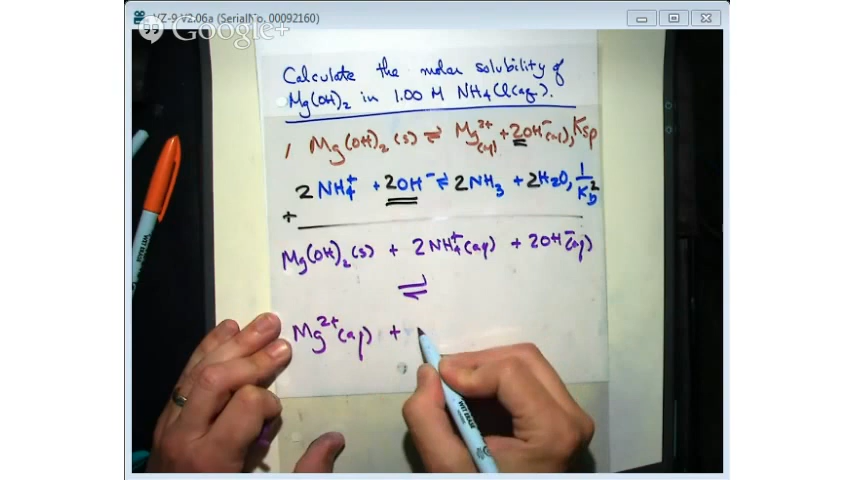 VZ-9 V2.06a (SerialNo. 00092160)
Google+
Calculate the molar solubility of
Mg(OH)₂ in 1.00 M NH₄Cl(aq).
Mg(OH)₂(s) ⇌ Mg²⁺(aq) + 2OH⁻(aq), Ksp
+ 2NH₄⁺ + 2OH⁻ ⇌ 2NH₃ + 2H₂O, 1/Kb²
Mg(OH)₂(s) + 2NH₄⁺(aq) + 2OH⁻(aq)
⇌
Mg²⁺(aq) +
WET ERASE